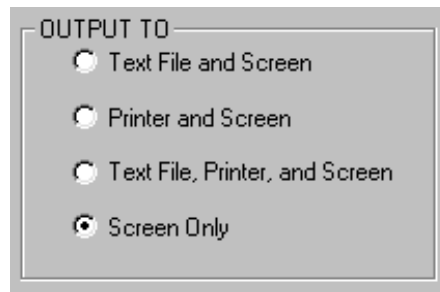 OUTPUT TO
Text File and Screen
Printer and Screen
Text File, Printer, and Screen
Screen Only